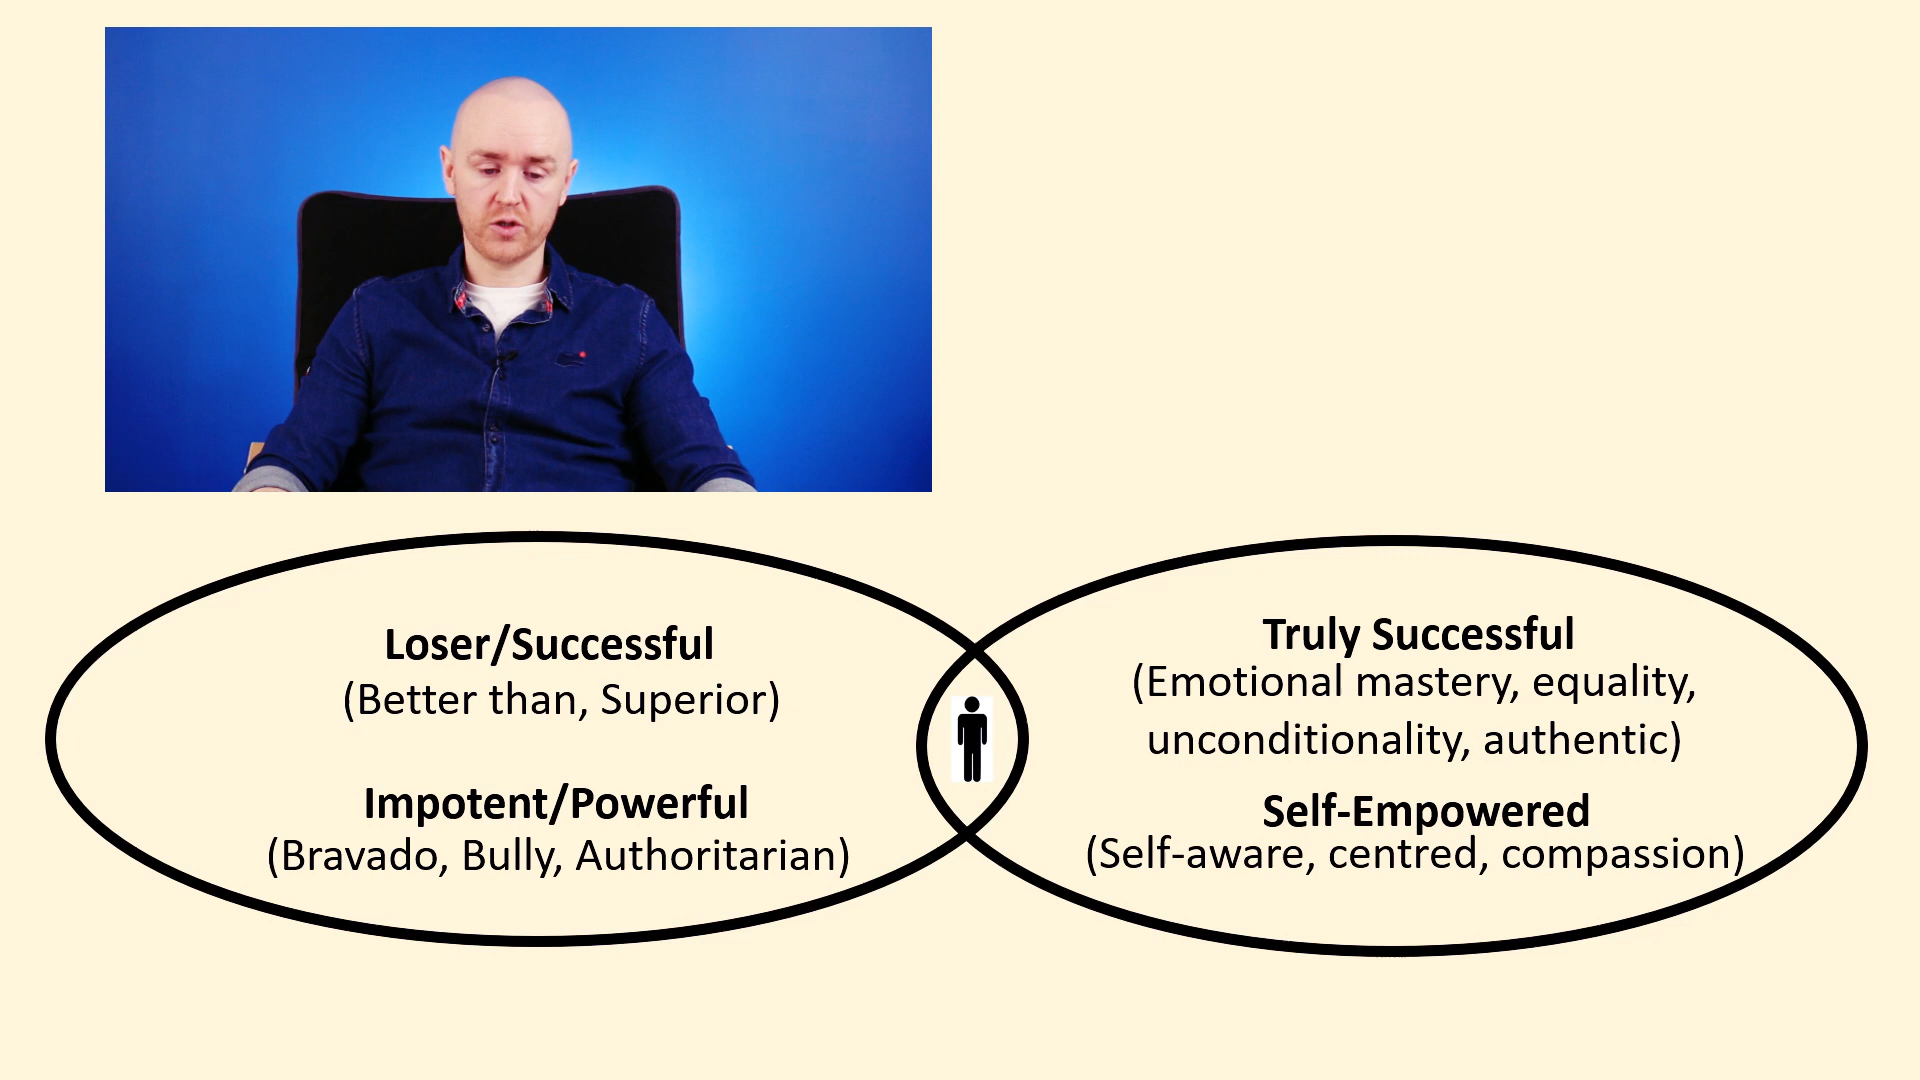 Loser/Successful
(Better than, Superior)
Impotent/Powerful
(Bravado, Bully, Authoritarian)
Truly Successful
(Emotional mastery, equality,
unconditionality, authentic)
Self-Empowered
(Self-aware, centred, compassion)